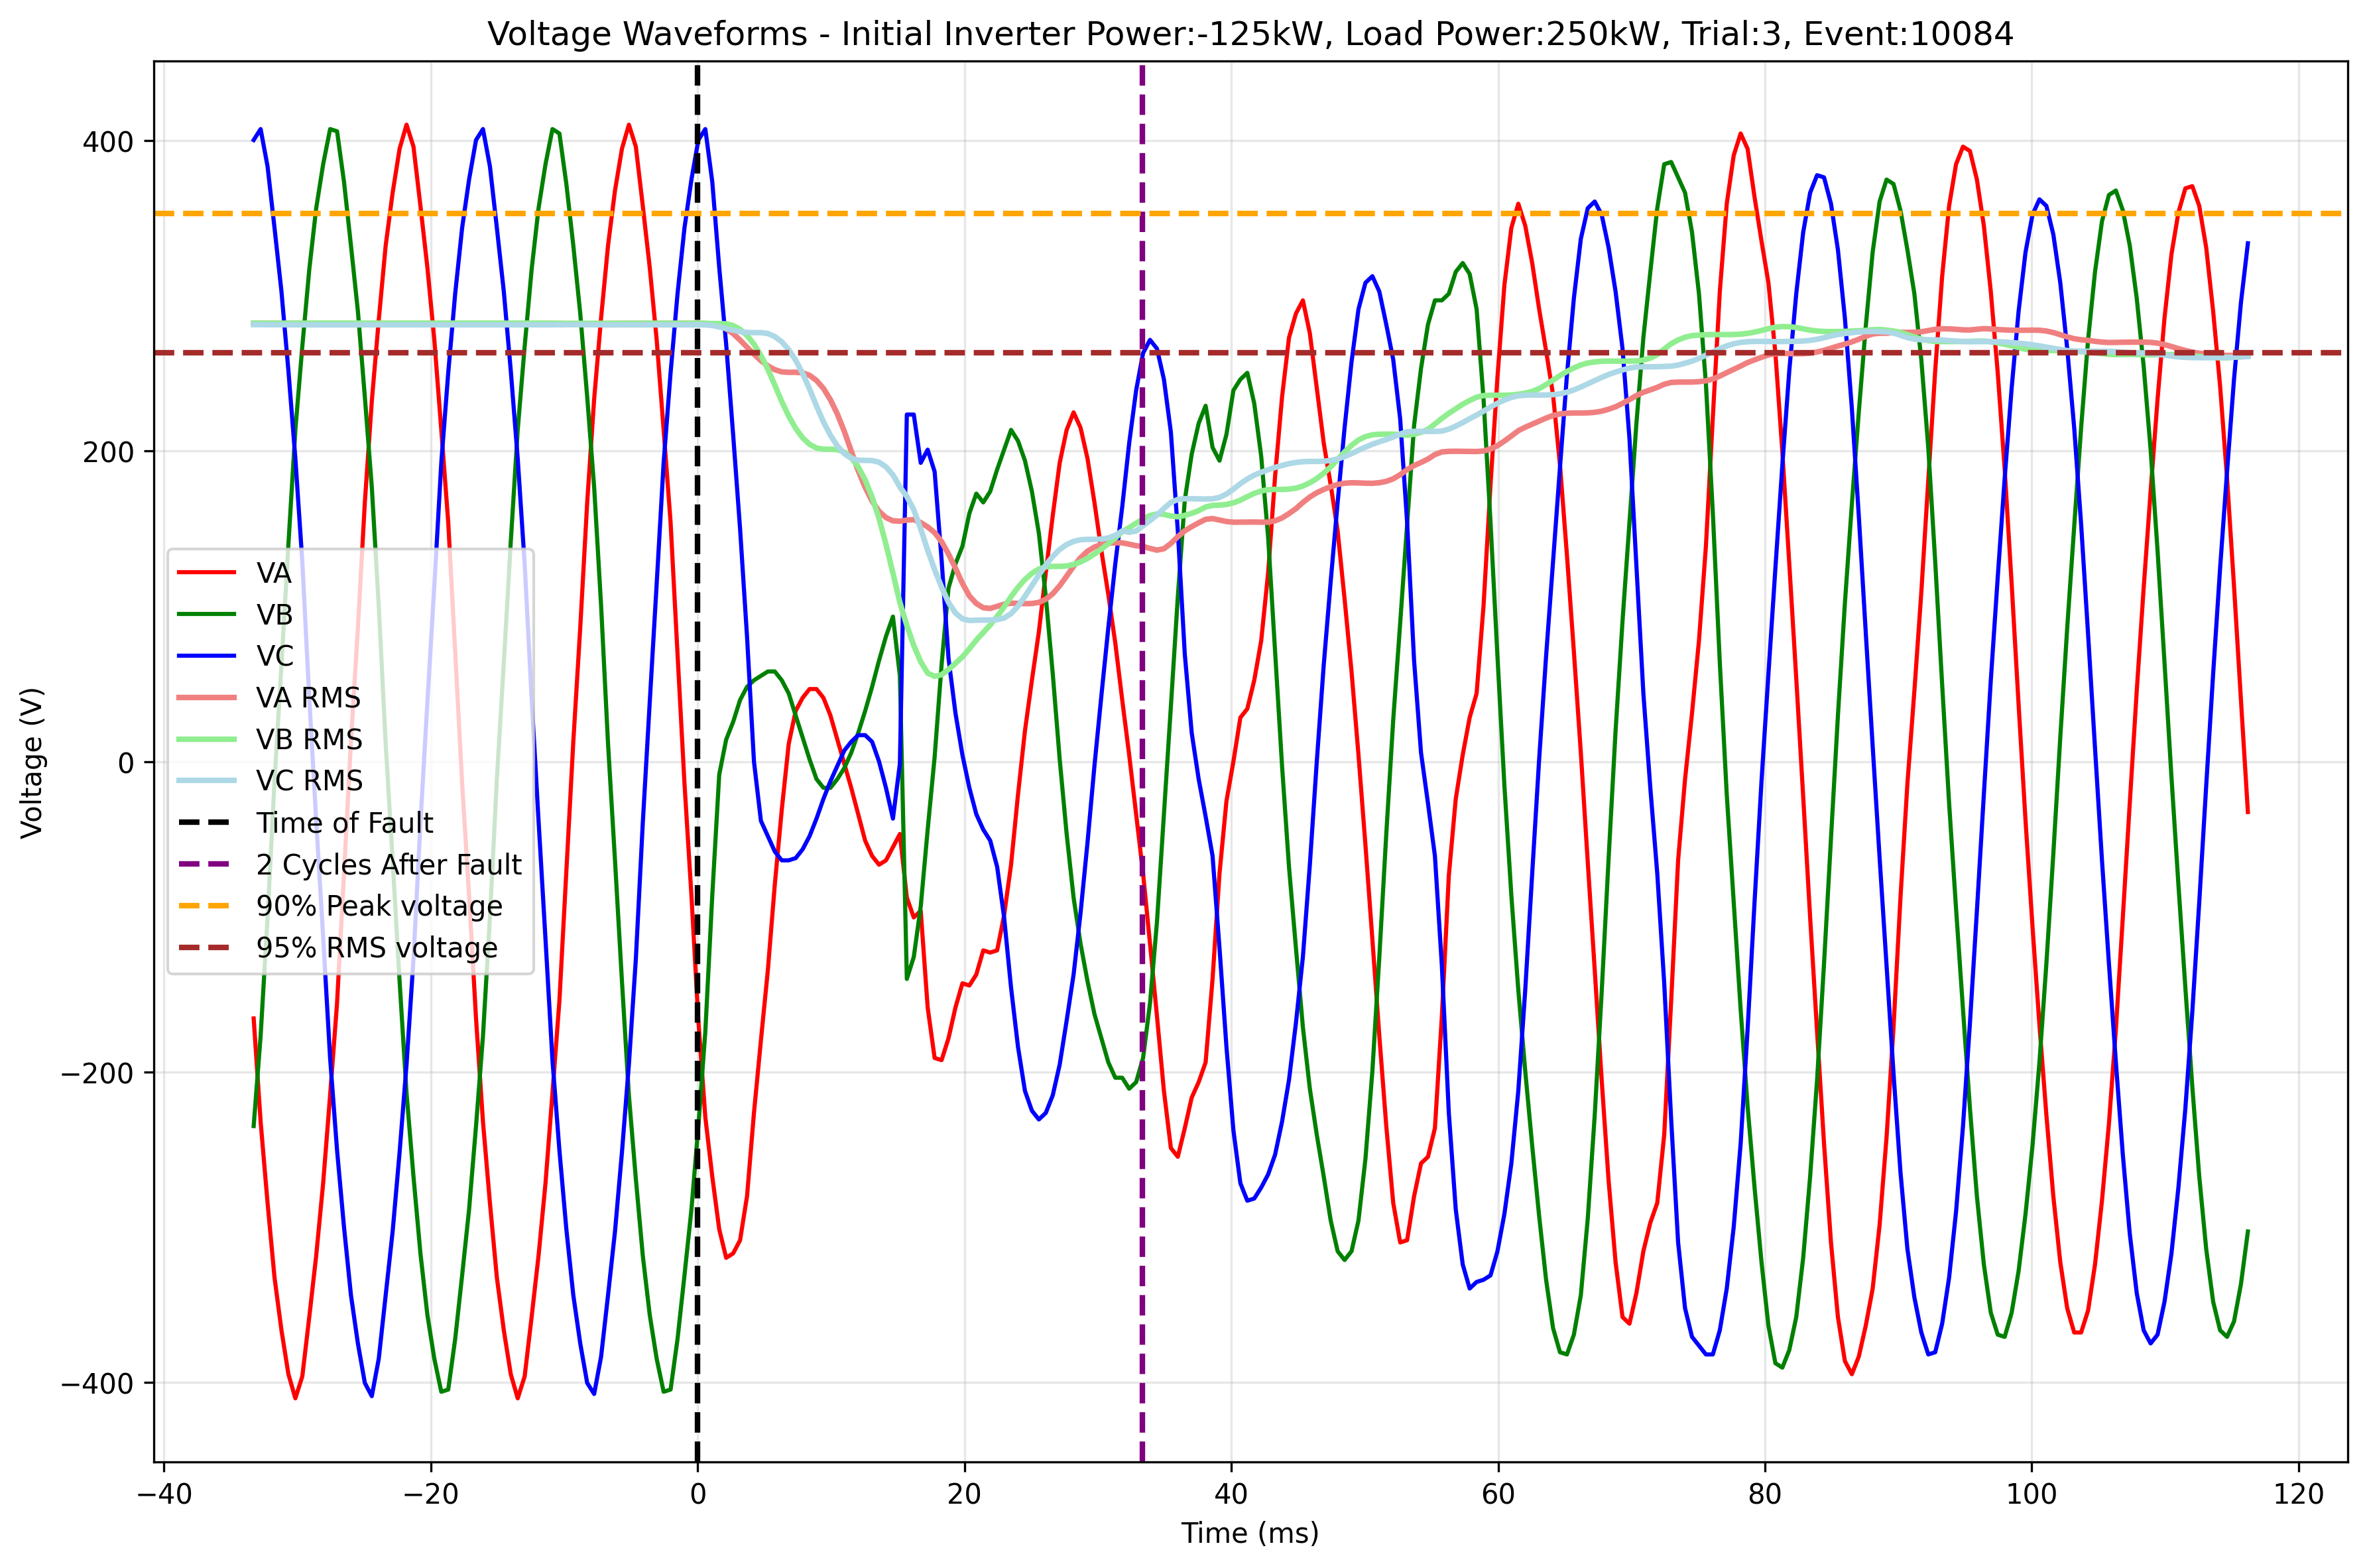 Voltage Waveforms - Initial Inverter Power:-125kW, Load Power:250kW, Trial:3, Event:10084
Voltage (V)
400
200
0
−200
−400
VA
VB
VC
VA RMS
VB RMS
VC RMS
Time of Fault
2 Cycles After Fault
90% Peak voltage
95% RMS voltage
−40
−20
0
20
40
60
80
100
120
Time (ms)